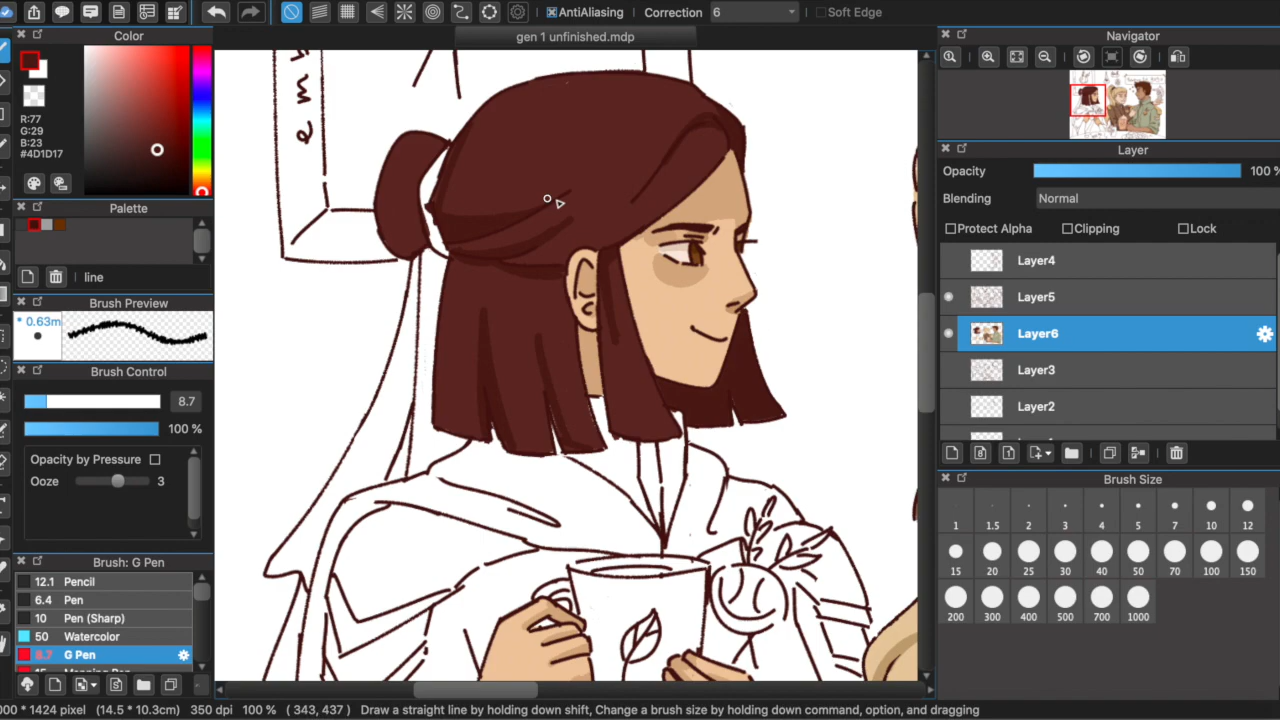 AntiAliasing Correction 6 Soft Edge
gen 1 unfinished.mdp
Color
R:77
G:29
B:23
#4D1D17
Palette
line
Brush Preview
* 0.63m
Brush Control
8.7
100 %
Opacity by Pressure
Ooze 3
Brush: G Pen
12.1 Pencil
6.4 Pen
10 Pen (Sharp)
50 Watercolor
8.7 G Pen
Navigator
Layer
Opacity 100 %
Blending Normal
Protect Alpha Clipping Lock
Layer4
Layer5
Layer6
Layer3
Layer2
Brush Size
1 1.5 2 3 4 5 7 10 12
15 20 25 30 40 50 70 100 150
200 300 400 500 700 1000
000 * 1424 pixel (14.5 * 10.3cm) 350 dpi 100 % ( 343, 437 ) Draw a straight line by holding down shift, Change a brush size by holding down command, option, and dragging